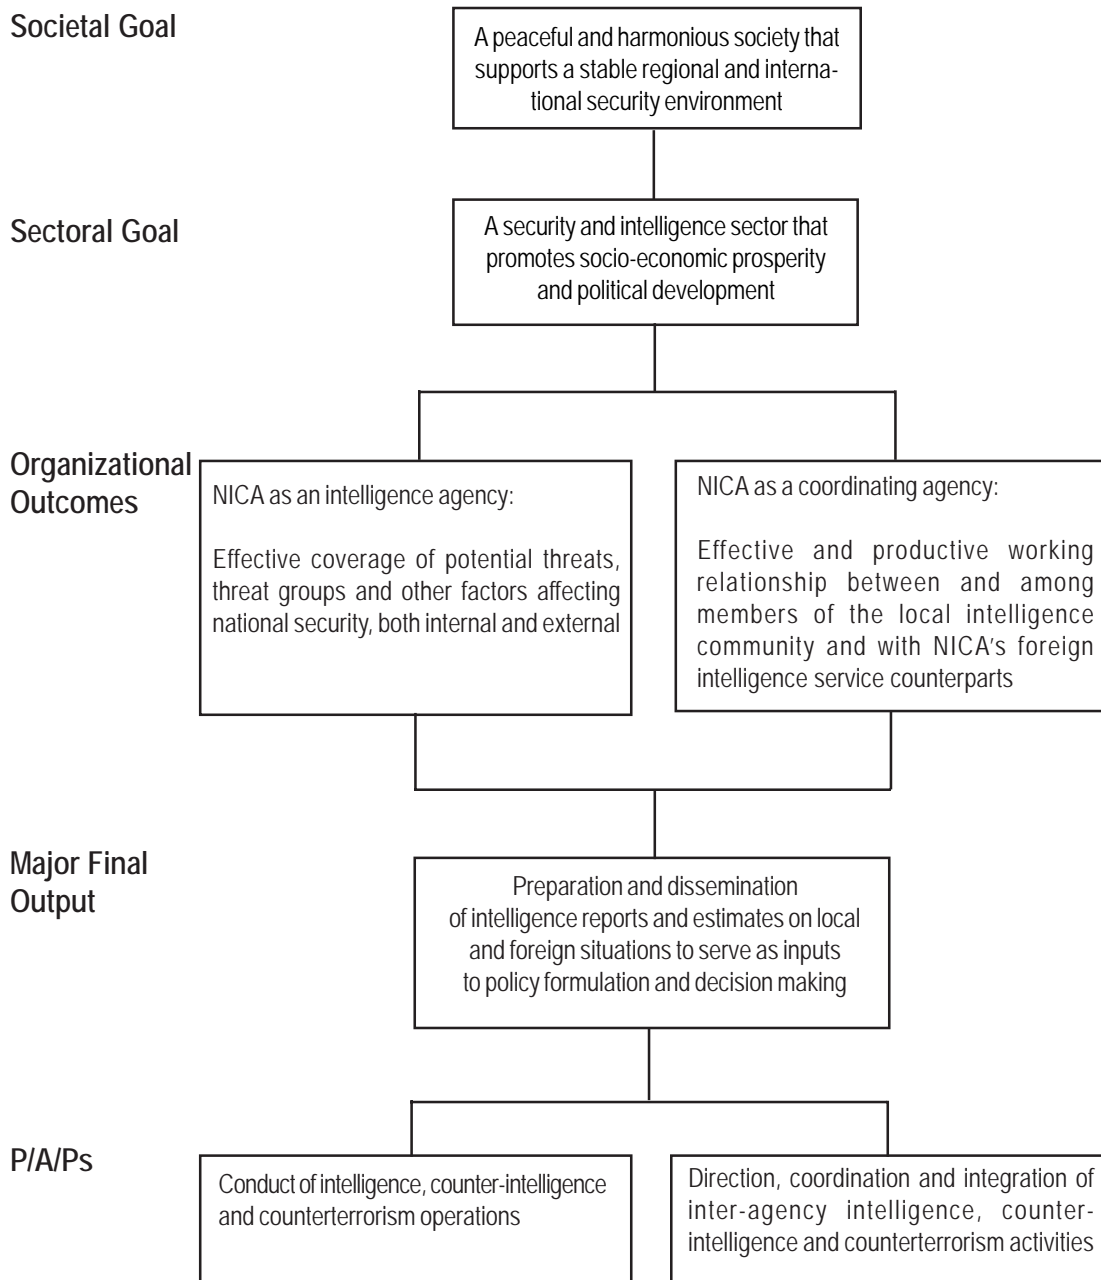 Societal Goal
A peaceful and harmonious society that
supports a stable regional and interna-
tional security environment
Sectoral Goal
A security and intelligence sector that
promotes socio-economic prosperity
and political development
Organizational
Outcomes
NICA as an intelligence agency:
Effective coverage of potential threats,
threat groups and other factors affecting
national security, both internal and external
NICA as a coordinating agency:
Effective and productive working
relationship between and among
members of the local intelligence
community and with NICA's foreign
intelligence service counterparts
Major Final
Output
Preparation and dissemination
of intelligence reports and estimates on local
and foreign situations to serve as inputs
to policy formulation and decision making
P/A/Ps
Conduct of intelligence, counter-intelligence
and counterterrorism operations
Direction, coordination and integration of
inter-agency intelligence, counter-
intelligence and counterterrorism activities